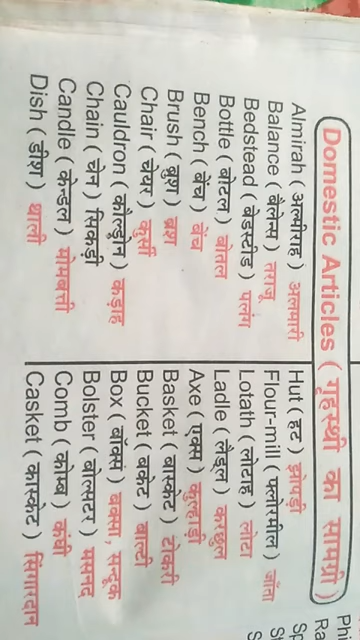 Domestic Articles ( गृहस्थी का सामग्री )
Almirah ( अल्मीराह ) अलमारी
Balance ( बैलेन्स ) तराजू
Bedstead ( बेडस्टीड ) पलंग
Bottle ( बोटल ) बोतल
Bench ( बेंच ) बेंच
Brush ( ब्रुश ) ब्रश
Chair ( चेयर ) कुर्सी
Cauldron ( कौल्ड्रोन ) कड़ाह
Chain ( चेन ) सिकड़ी
Candle ( केन्डल ) मोमबत्ती
Dish ( डीश ) थाली
Hut ( हट ) झोपड़ी
Flour-mill ( फ्लोरमील ) जाँता
Lotath ( लोटाह ) लोटा
Ladle ( लैडल ) करछुल
Axe ( एक्स ) कुल्हाड़ी
Basket ( बास्केट ) टोकरी
Bucket ( बकेट ) बाल्टी
Box ( बॉक्स ) बक्सा, सन्दूक
Bolster ( बोल्सटर ) मसनद
Comb ( कोम्ब ) कंघी
Casket ( कास्केट ) सिंगारदान